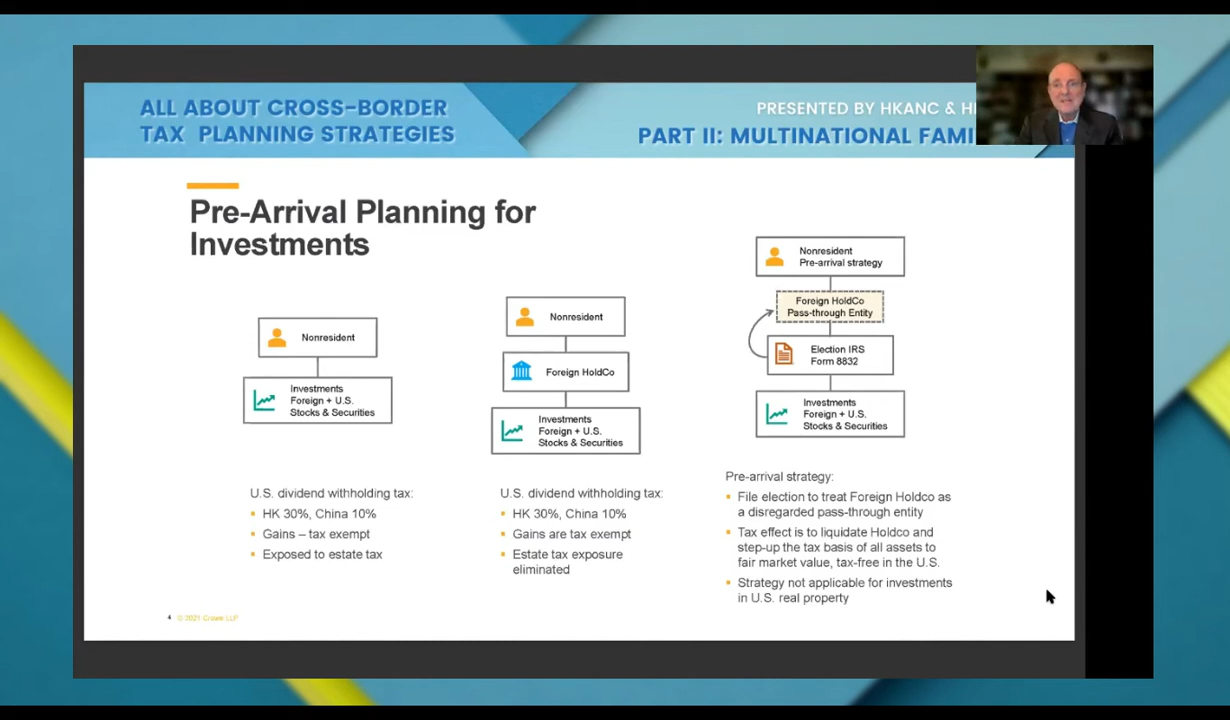 ALL ABOUT CROSS-BORDER
TAX PLANNING STRATEGIES
PRESENTED BY HKANC &
PART II: MULTINATIONAL
Pre-Arrival Planning for
Investments
Nonresident
Investments
Foreign + U.S.
Stocks & Securities
U.S. dividend withholding tax:
▪ HK 30%, China 10%
▪ Gains – tax exempt
▪ Exposed to estate tax
Nonresident
Foreign HoldCo
Investments
Foreign + U.S.
Stocks & Securities
U.S. dividend withholding tax:
▪ HK 30%, China 10%
▪ Gains are tax exempt
▪ Estate tax exposure
eliminated
Nonresident
Pre-arrival strategy
Foreign HoldCo
Pass-through Entity
Election IRS
Form 8832
Investments
Foreign + U.S.
Stocks & Securities
Pre-arrival strategy:
▪ File election to treat Foreign Holdco as
a disregarded pass-through entity
▪ Tax effect is to liquidate Holdco and
step-up the tax basis of all assets to
fair market value, tax-free in the U.S.
▪ Strategy not applicable for investments
in U.S. real property
4 © 2021 Crowe LLP